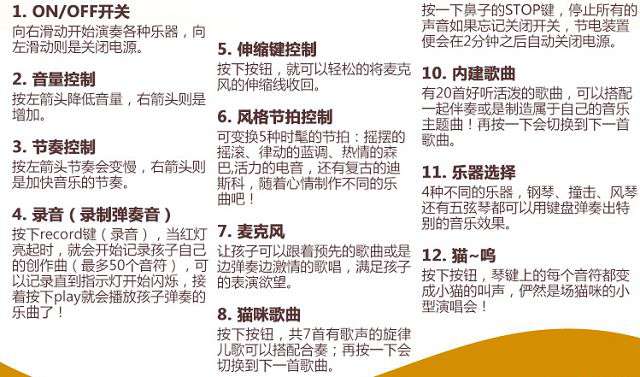 1. ON/OFF开关
向右滑动开始演奏各种乐器，向
左滑动则是关闭电源。
2. 音量控制
按左箭头降低音量，右箭头则是
增加。
3. 节奏控制
按左箭头节奏会变慢，右箭头则
是加快音乐的节奏。
4. 录音（录制弹奏音）
按下record键（录音），当红灯
亮起时，就会开始记录孩子自己
的创作曲（最多50个音符），可
以记录直到指示灯开始闪烁，接
着按下play就会播放孩子弹奏的
乐曲了！
5. 伸缩键控制
按下按钮，就可以轻松的将麦克
风的伸缩线收回。
6. 风格节拍控制
可变换5种时髦的节拍：摇摆的
摇滚、律动的蓝调、热情的森
巴,活力的电音，还有复古的迪
斯科，随着心情制作不同的乐
曲吧！
7. 麦克风
让孩子可以跟着预先的歌曲或是
边弹奏边激情的歌唱，满足孩子
的表演欲望。
8. 猫咪歌曲
按下按钮，共7首有歌声的旋律
儿歌可以搭配合奏；再按一下会
切换到下一首歌曲。
按一下鼻子的STOP键，停止所有的
声音如果忘记关闭开关，节电装置
便会在2分钟之后自动关闭电源。
10. 内建歌曲
有20首好听活泼的歌曲，可以搭配
一起伴奏或是制造属于自己的音乐
主题曲！再按一下会切换到下一首
歌曲。
11. 乐器选择
4种不同的乐器，钢琴、撞击、风琴
还有五弦琴都可以用键盘弹奏出特
别的音乐效果。
12. 猫~呜
按下按钮，琴键上的每个音符都变
成小猫的叫声，俨然是场猫咪的小
型演唱会！